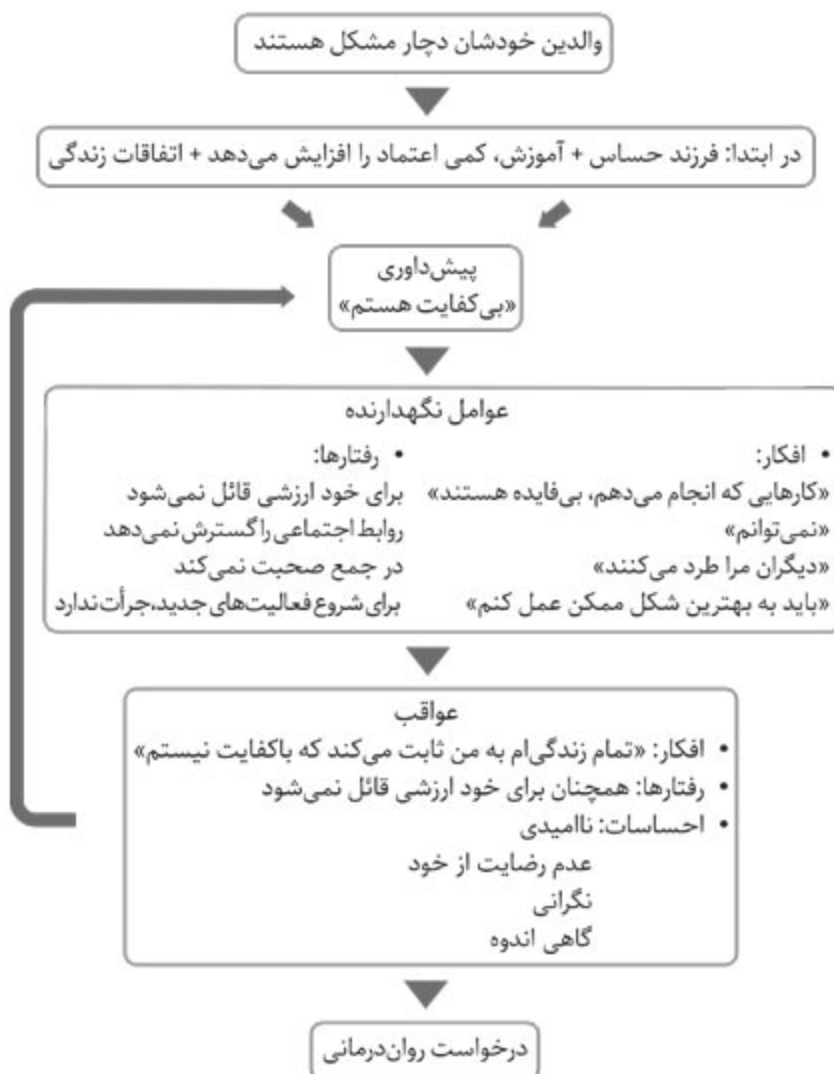 والدین خودشان دچار مشکل هستند
در ابتدا: فرزند حساس + آموزش، کمی اعتماد را افزایش می‌دهد + اتفاقات زندگی
پیش‌داوری
«بی‌کفایت هستم»
عوامل نگهدارنده
• افکار:
«کارهایی که انجام می‌دهم، بی‌فایده هستند»
«نمی‌توانم»
«دیگران مرا طرد می‌کنند»
«باید به بهترین شکل ممکن عمل کنم»
• رفتارها:
برای خود ارزشی قائل نمی‌شود
روابط اجتماعی را گسترش نمی‌دهد
در جمع صحبت نمی‌کند
برای شروع فعالیت‌های جدید،جرأت ندارد
عواقب
• افکار: «تمام زندگی‌ام به من ثابت می‌کند که باکفایت نیستم»
• رفتارها: همچنان برای خود ارزشی قائل نمی‌شود
• احساسات: ناامیدی
عدم رضایت از خود
نگرانی
گاهی اندوه
درخواست روان‌درمانی